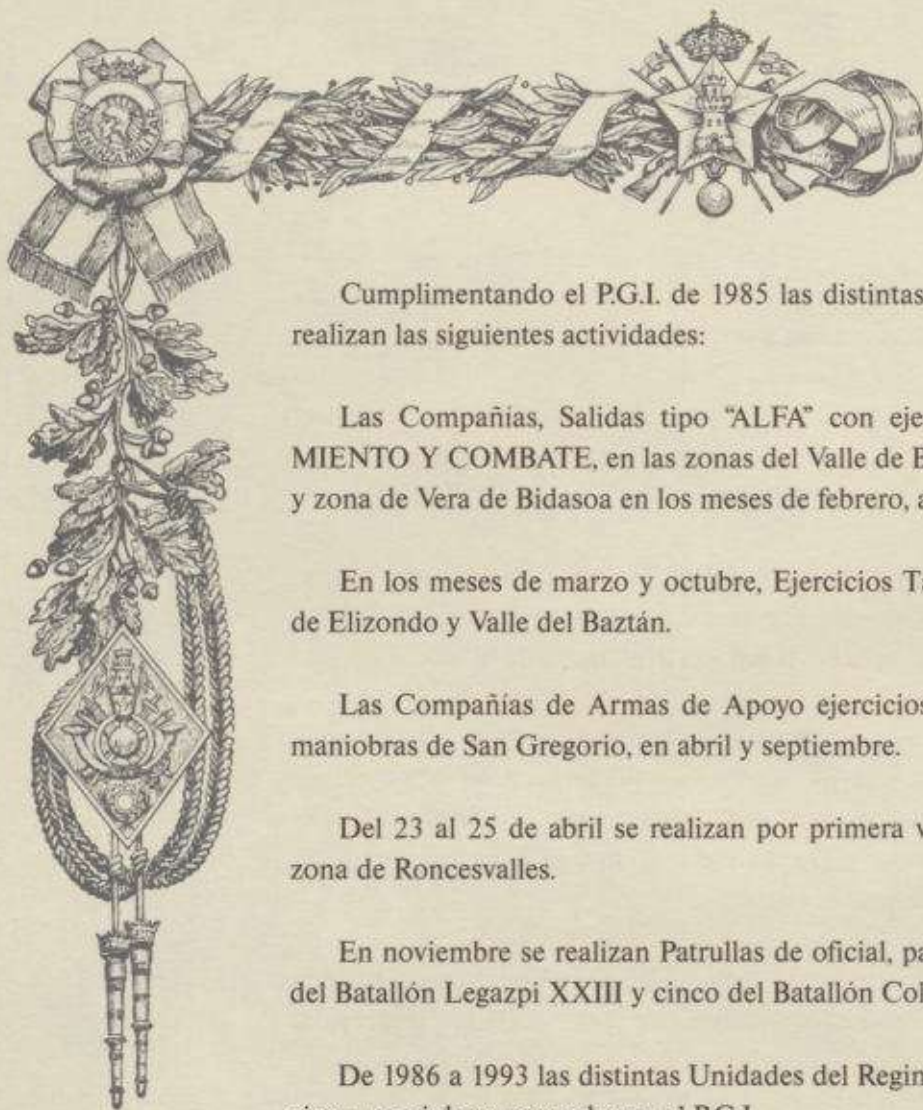 Cumplimentando el P.G.I. de 1985 las distintas
realizan las siguientes actividades:
Las Compañías, Salidas tipo "ALFA" con eje
MIENTO Y COMBATE, en las zonas del Valle de
y zona de Vera de Bidasoa en los meses de febrero,
En los meses de marzo y octubre, Ejercicios
de Elizondo y Valle del Baztán.
Las Compañías de Armas de Apoyo ejercicios
maniobras de San Gregorio, en abril y septiembre.
Del 23 al 25 de abril se realizan por primera
zona de Roncesvalles.
En noviembre se realizan Patrullas de oficial,
del Batallón Legazpi XXIII y cinco del Batallón
De 1986 a 1993 las distintas Unidades del